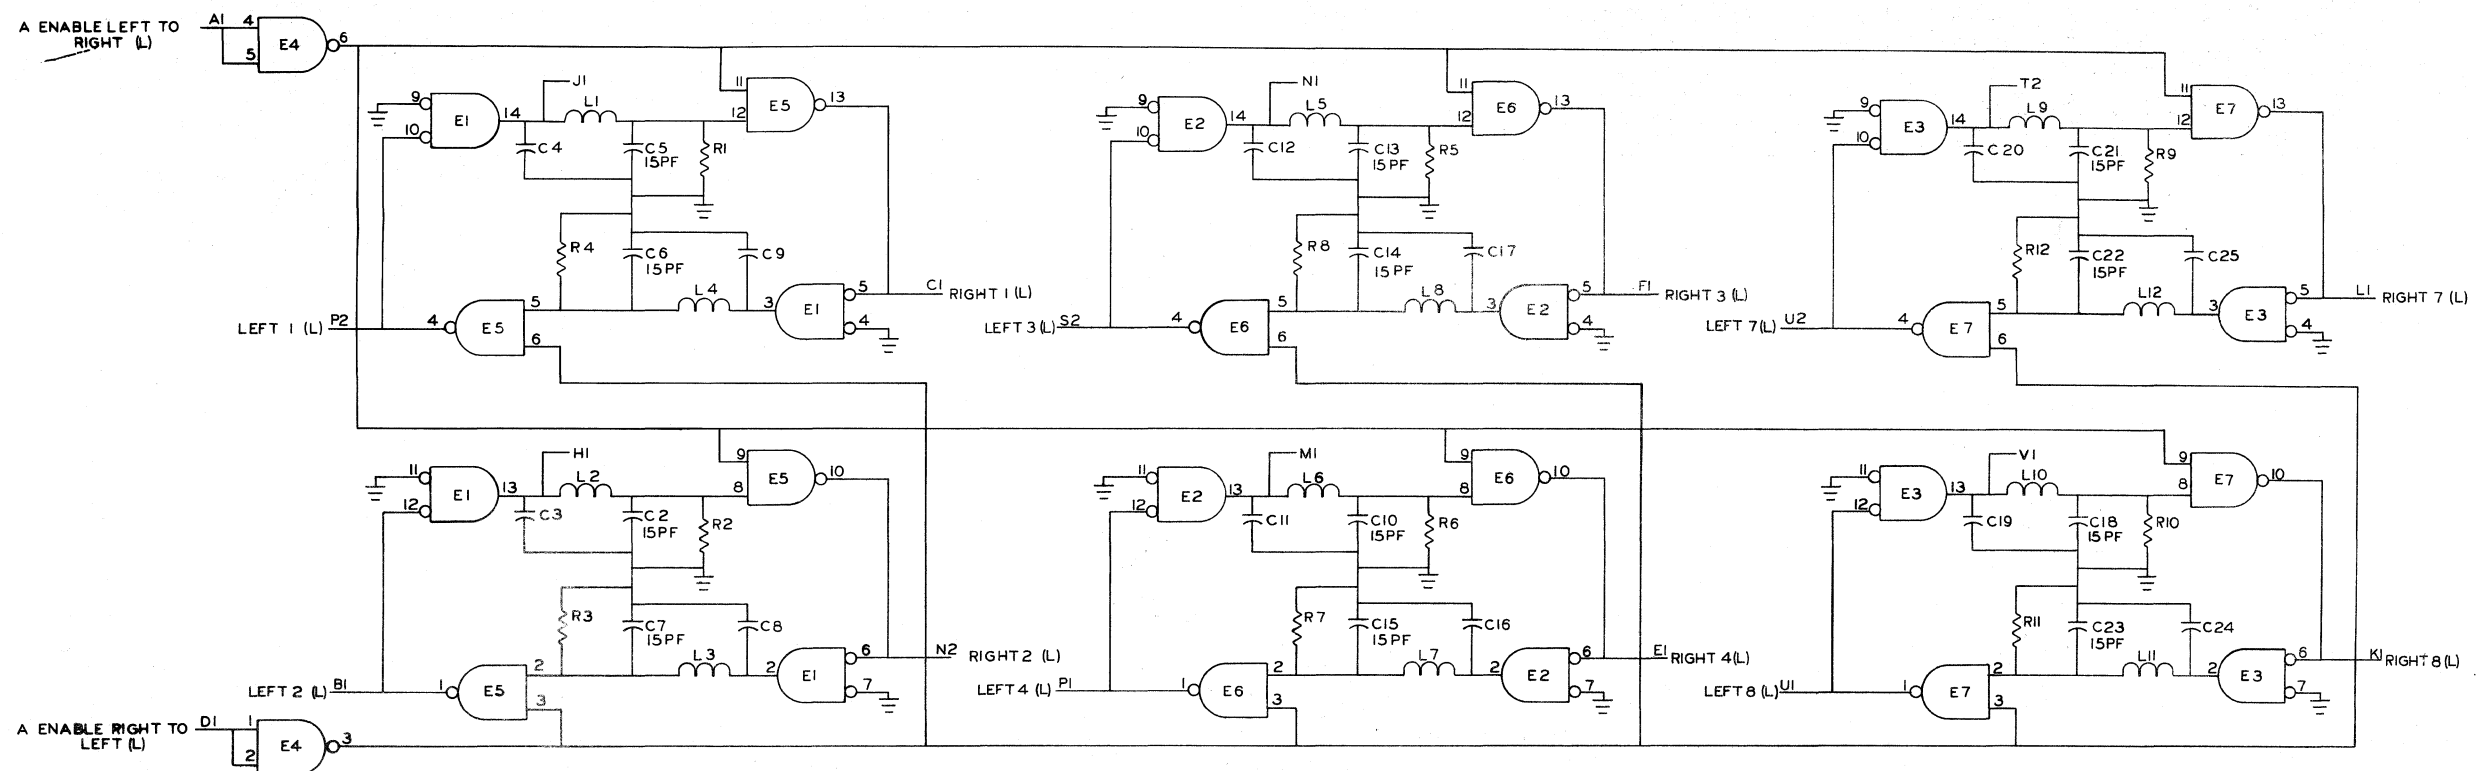 A ENABLE LEFT TO
RIGHT (L)
A1 4
5
E4
6
9
10
E1
14
J1
L1
C4
C5
15PF
R1
11
12
E5
13
R4
C6
15PF
C9
L4
3
E1
5
4
C1 RIGHT 1 (L)
LEFT 1 (L) P2
4
E5
5
6
9
10
E2
14
N1
L5
C12
C13
15PF
R5
11
12
E6
13
R8
C14
15PF
C17
L8
3
E2
5
4
F1 RIGHT 3 (L)
LEFT 3 (L) S2
4
E6
5
6
9
10
E3
14
T2
L9
C20
C21
15PF
R9
11
12
E7
13
R12
C22
15PF
C25
L12
3
E3
5
4
L1 RIGHT 7 (L)
LEFT 7 (L) U2
4
E7
5
6
11
12
E1
13
H1
L2
C3
C2
15PF
R2
9
8
E5
10
R3
C7
15PF
C8
L3
2
E1
6
7
N2 RIGHT 2 (L)
LEFT 2 (L) B1
1
E5
2
3
11
12
E2
13
M1
L6
C11
C10
15PF
R6
9
8
E6
10
R7
C15
15PF
C16
L7
2
E2
6
7
E1 RIGHT 4 (L)
LEFT 4 (L) P1
1
E6
2
3
11
12
E3
13
V1
L10
C19
C18
15PF
R10
9
8
E7
10
R11
C23
15PF
C24
L11
2
E3
6
7
K1 RIGHT 8 (L)
LEFT 8 (L) U1
1
E7
2
3
A ENABLE RIGHT TO
LEFT (L)
D1 1
2
E4
3